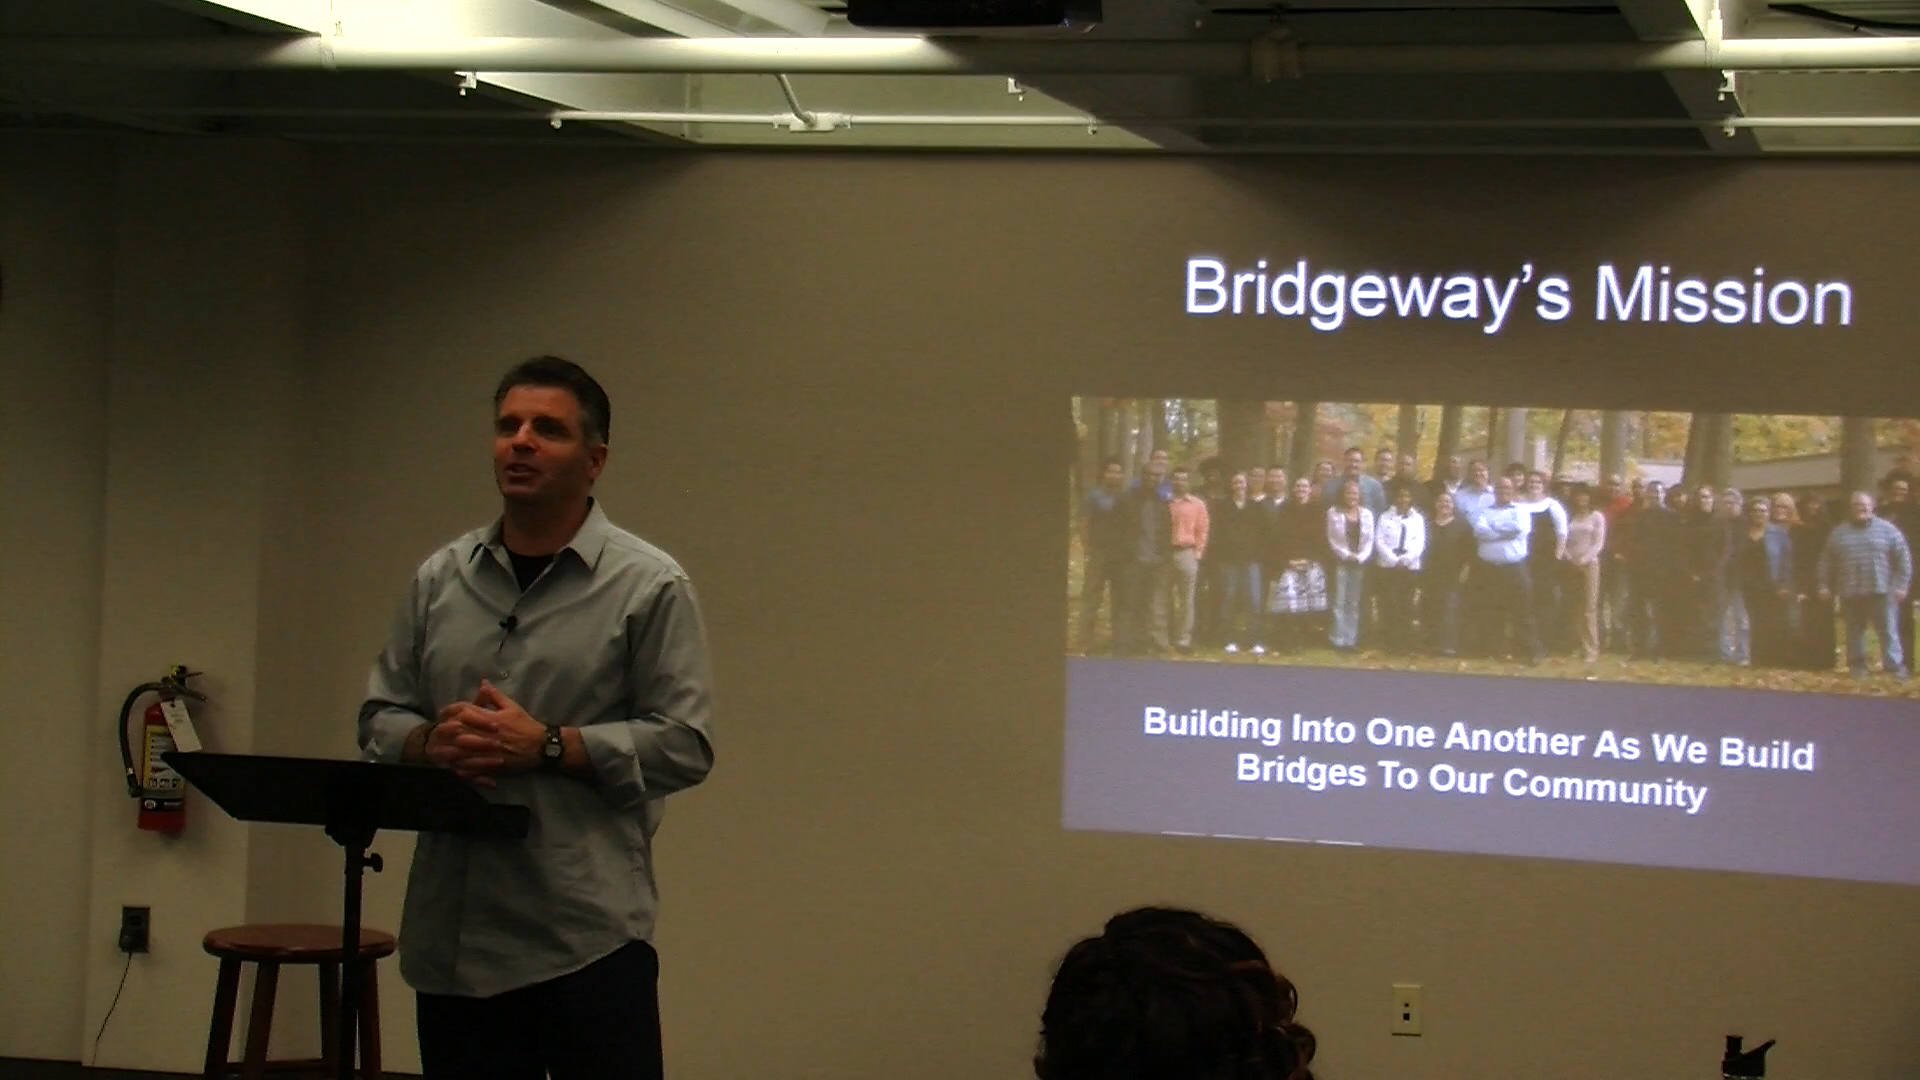 Bridgeway’s Mission
Building Into One Another As We Build
Bridges To Our Community